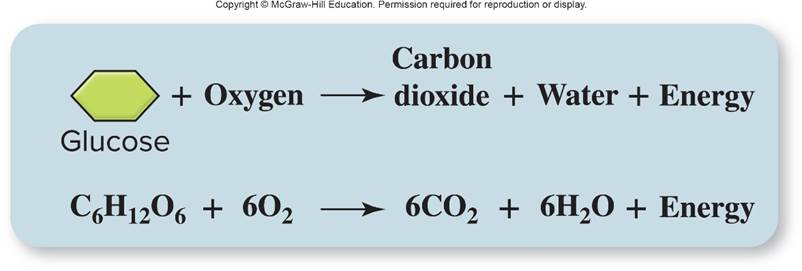 Copyright © McGraw-Hill Education. Permission required for reproduction or display.
Carbon
+ Oxygen ⟶ dioxide + Water + Energy
Glucose
C₆H₁₂O₆ + 6O₂ ⟶ 6CO₂ + 6H₂O + Energy